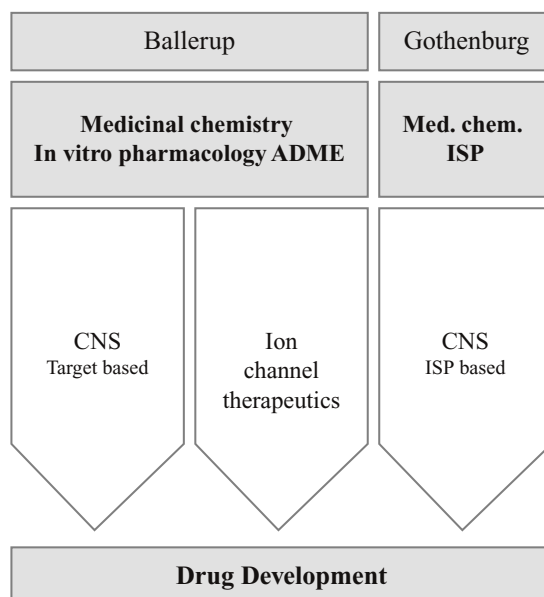 Ballerup
Gothenburg
Medicinal chemistry
In vitro pharmacology ADME
Med. chem.
ISP
CNS
Target based
Ion
channel
therapeutics
CNS
ISP based
Drug Development